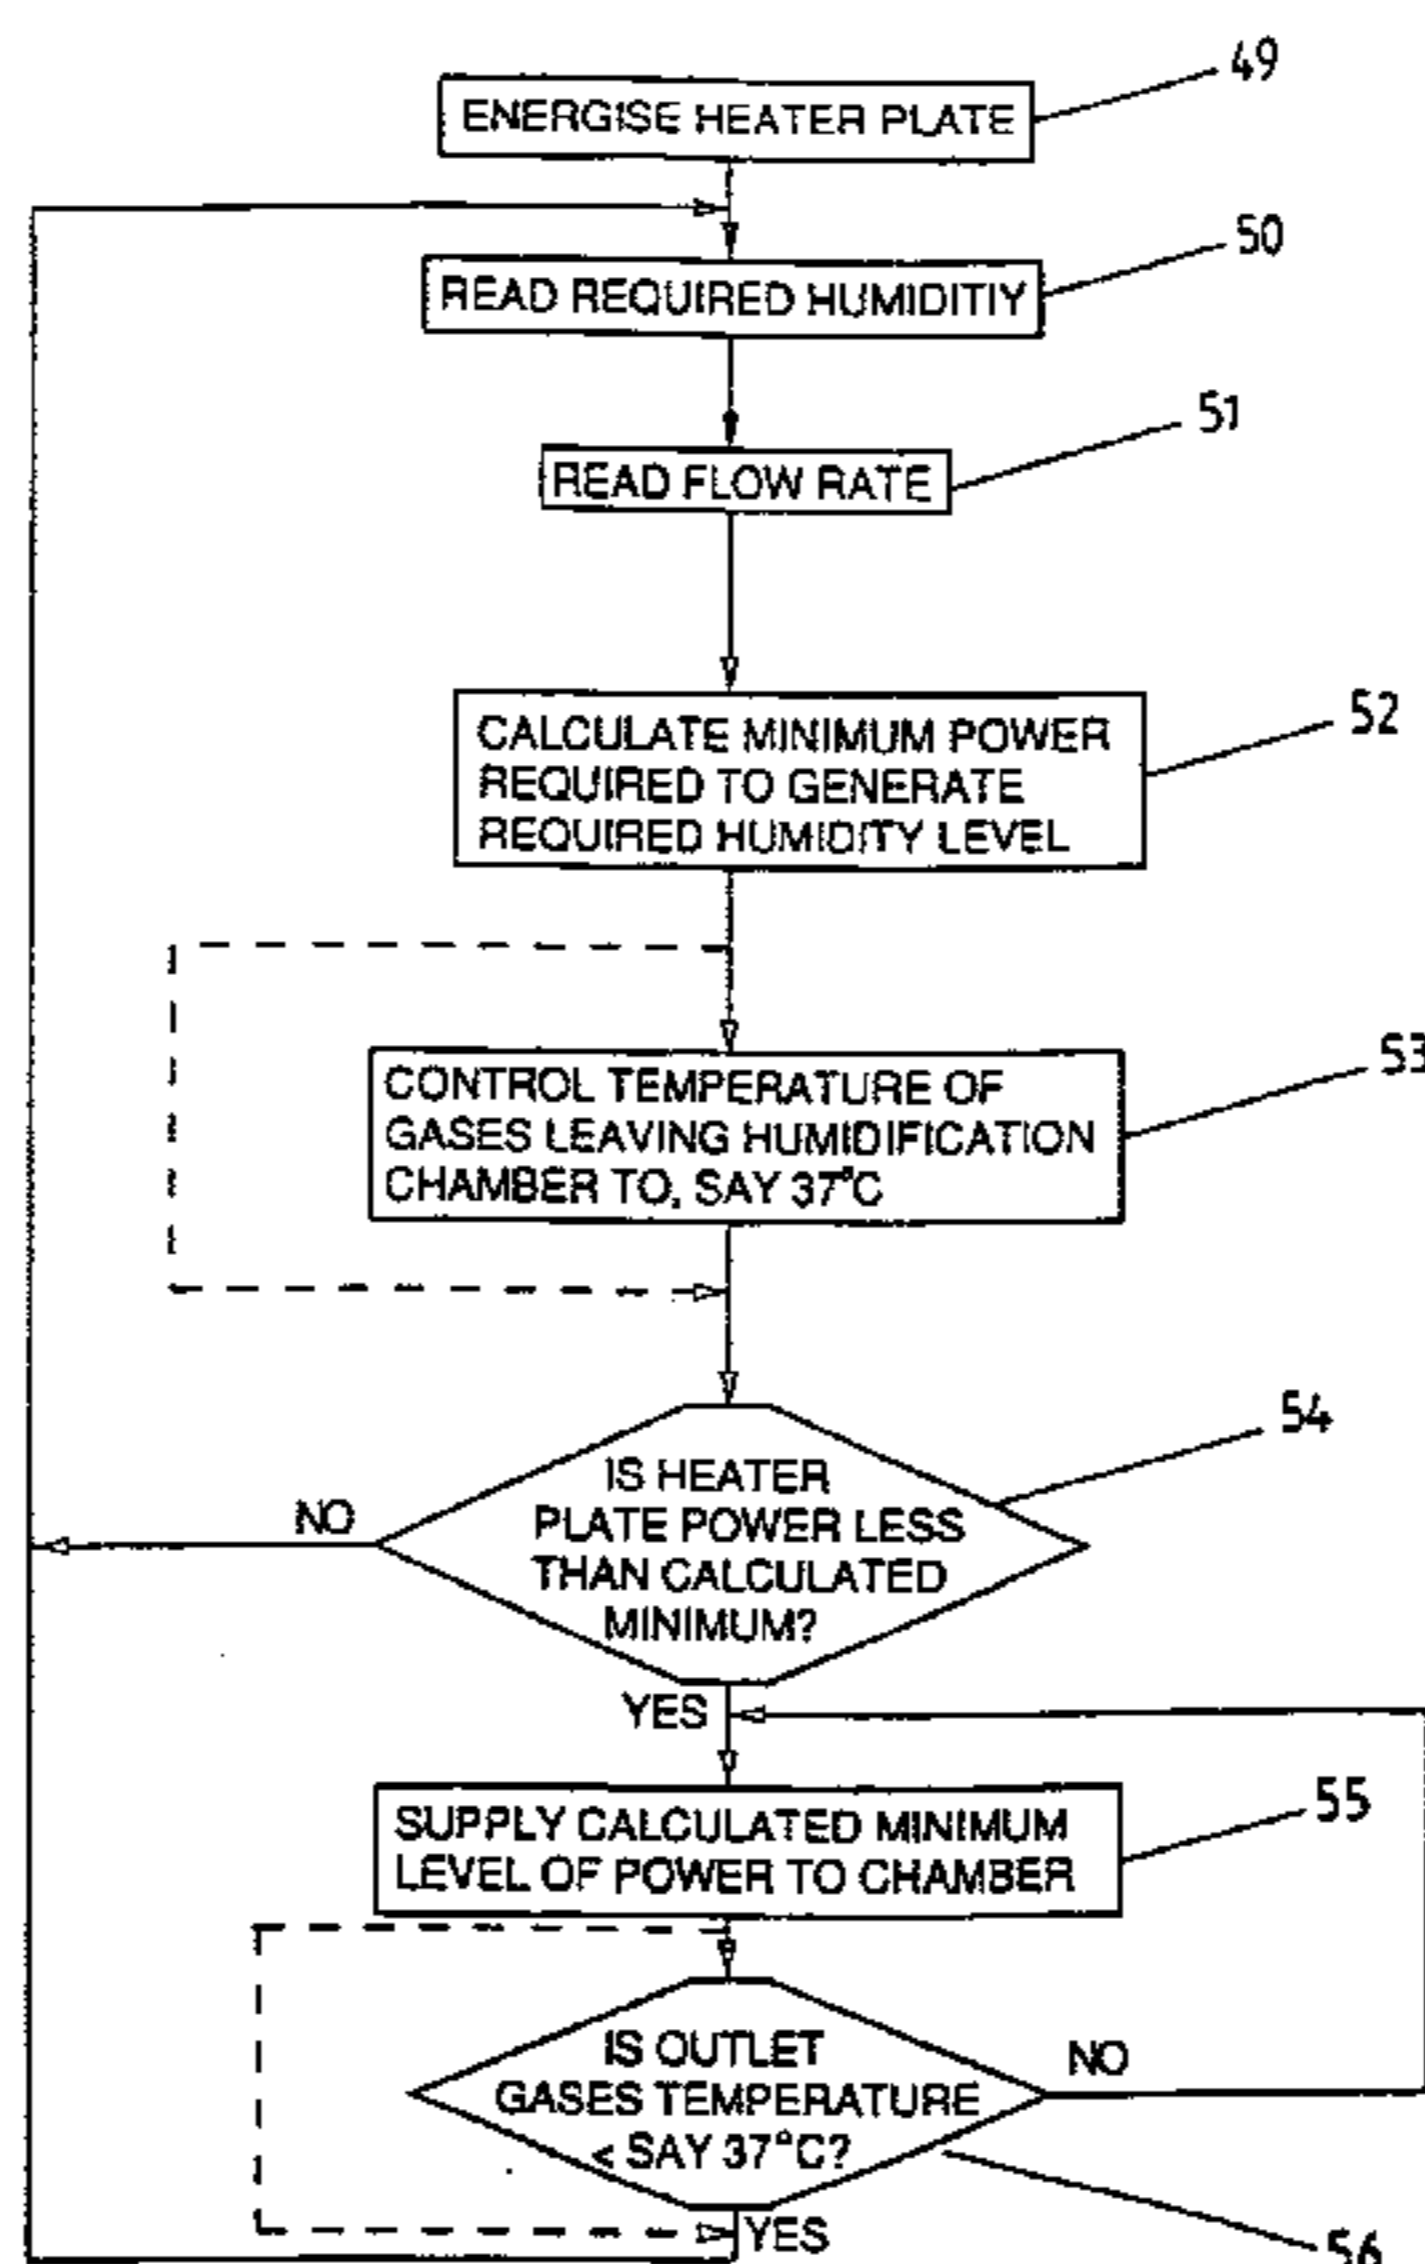 49
ENERGISE HEATER PLATE
50
READ REQUIRED HUMIDITIY
51
READ FLOW RATE
52
CALCULATE MINIMUM POWER
REQUIRED TO GENERATE
REQUIRED HUMIDITY LEVEL
53
CONTROL TEMPERATURE OF
GASES LEAVING HUMIDIFICATION
CHAMBER TO, SAY 37°C
54
IS HEATER
PLATE POWER LESS
THAN CALCULATED
MINIMUM?
NO
YES
55
SUPPLY CALCULATED MINIMUM
LEVEL OF POWER TO CHAMBER
IS OUTLET
GASES TEMPERATURE
< SAY 37°C?
NO
YES
56